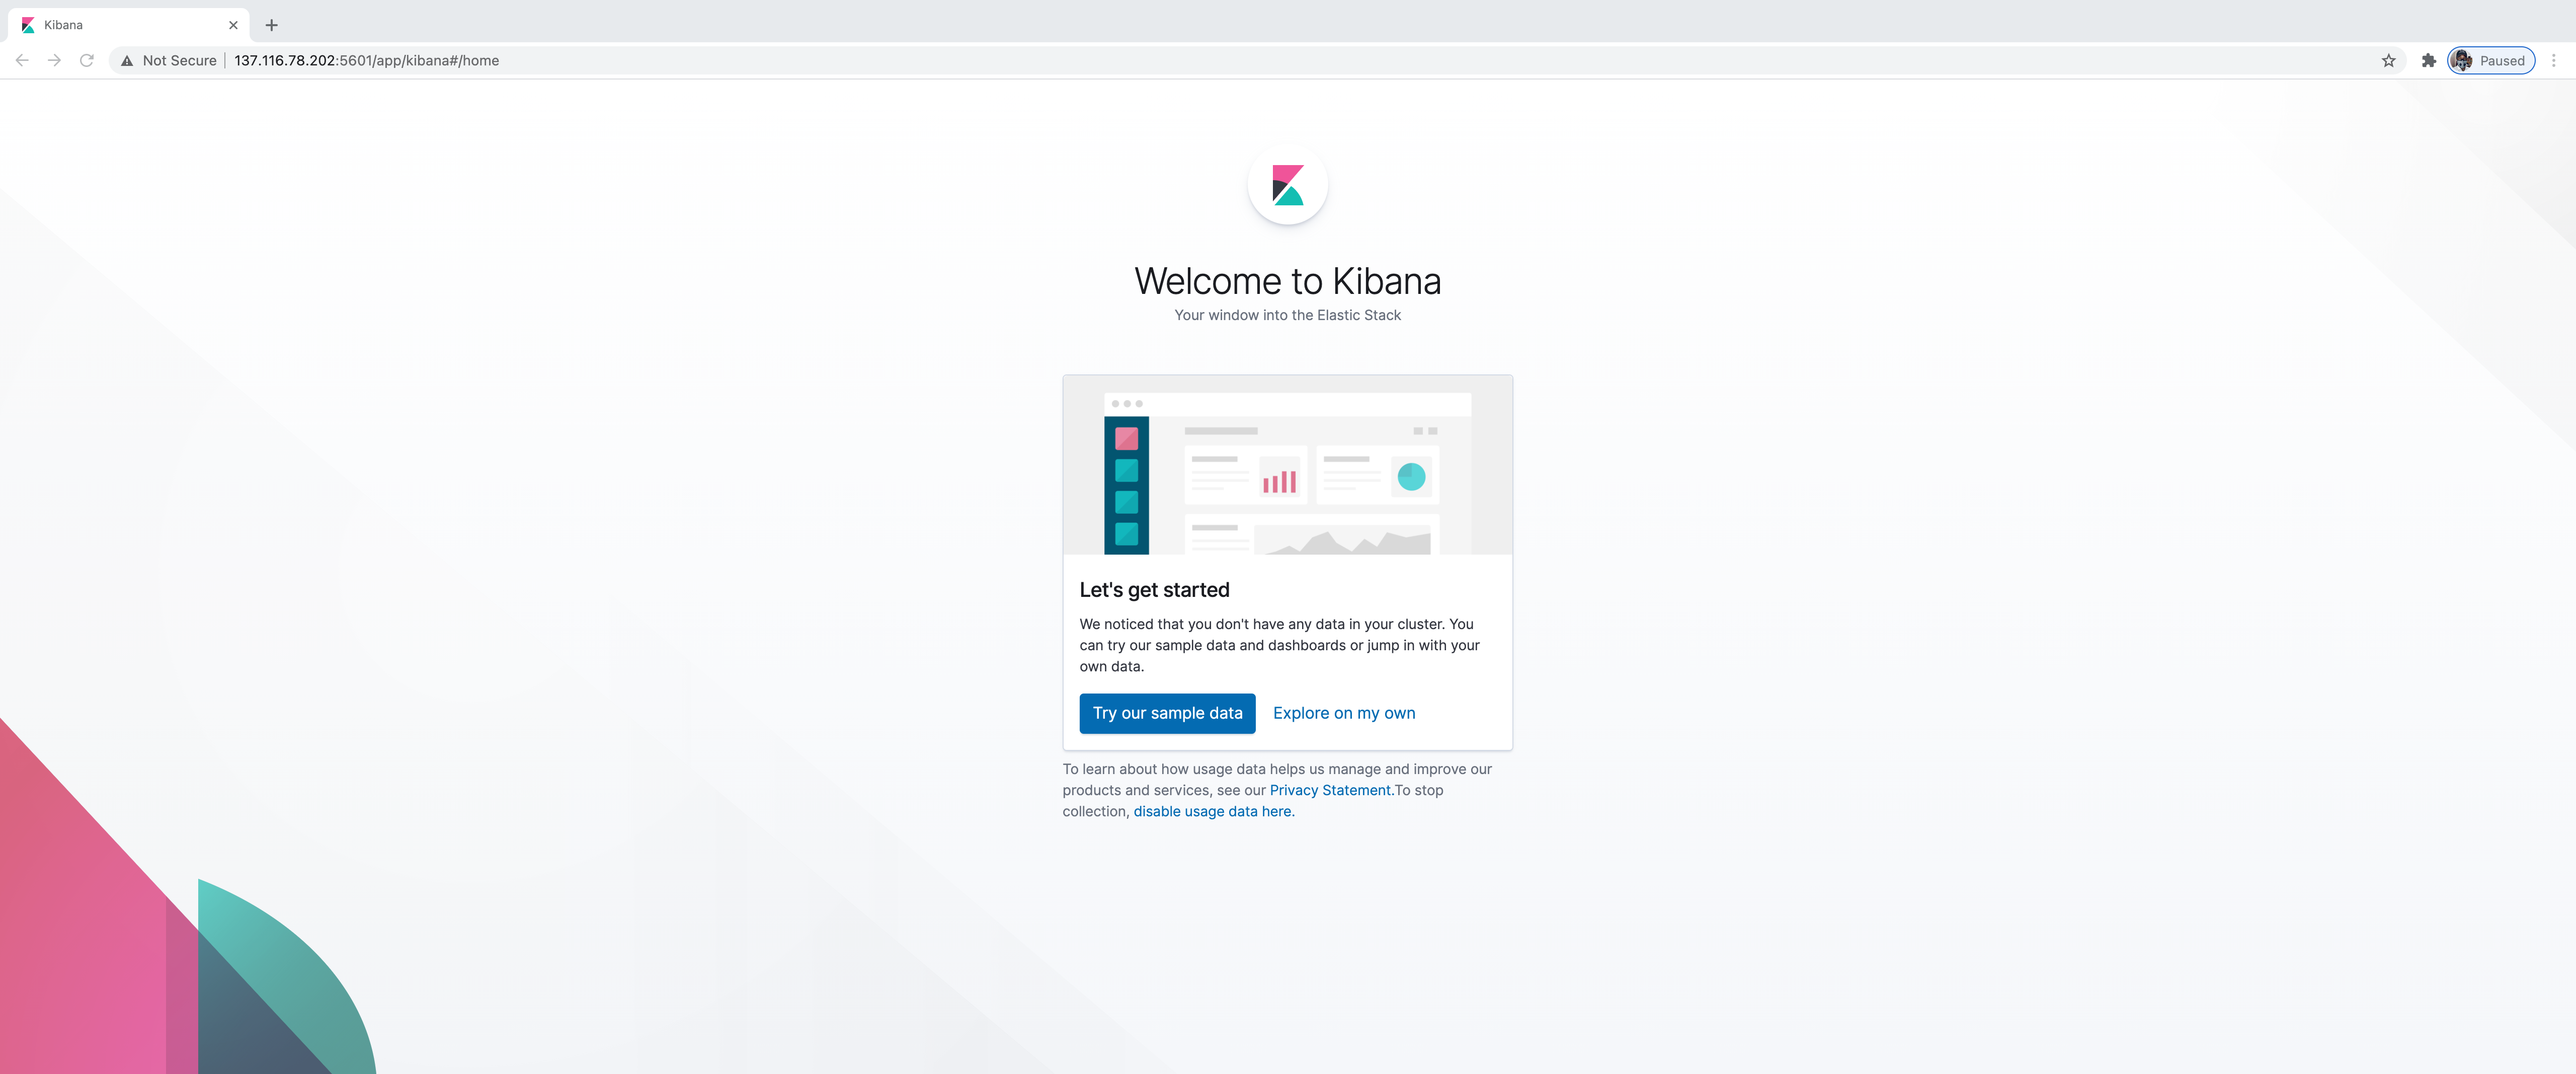 Kibana
Not Secure
137.116.78.202:5601/app/kibana#/home
Paused
Welcome to Kibana
Your window into the Elastic Stack
Let's get started
We noticed that you don't have any data in your cluster. You
can try our sample data and dashboards or jump in with your
own data.
Try our sample data
Explore on my own
To learn about how usage data helps us manage and improve our
products and services, see our Privacy Statement.To stop
collection, disable usage data here.